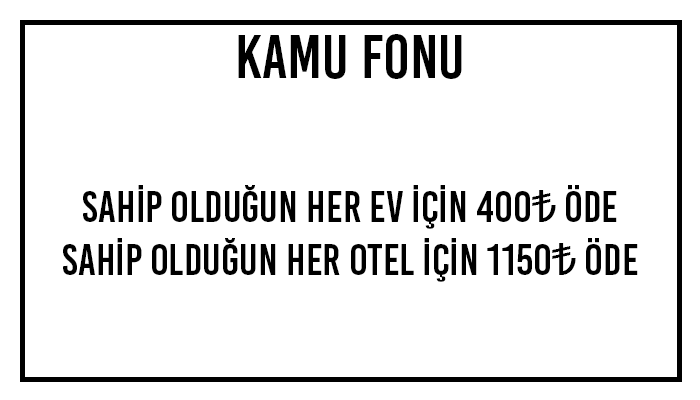 KAMU FONU
SAHİP OLDUĞUN HER EV İÇİN 400₺ ÖDE
SAHİP OLDUĞUN HER OTEL İÇİN 1150₺ ÖDE